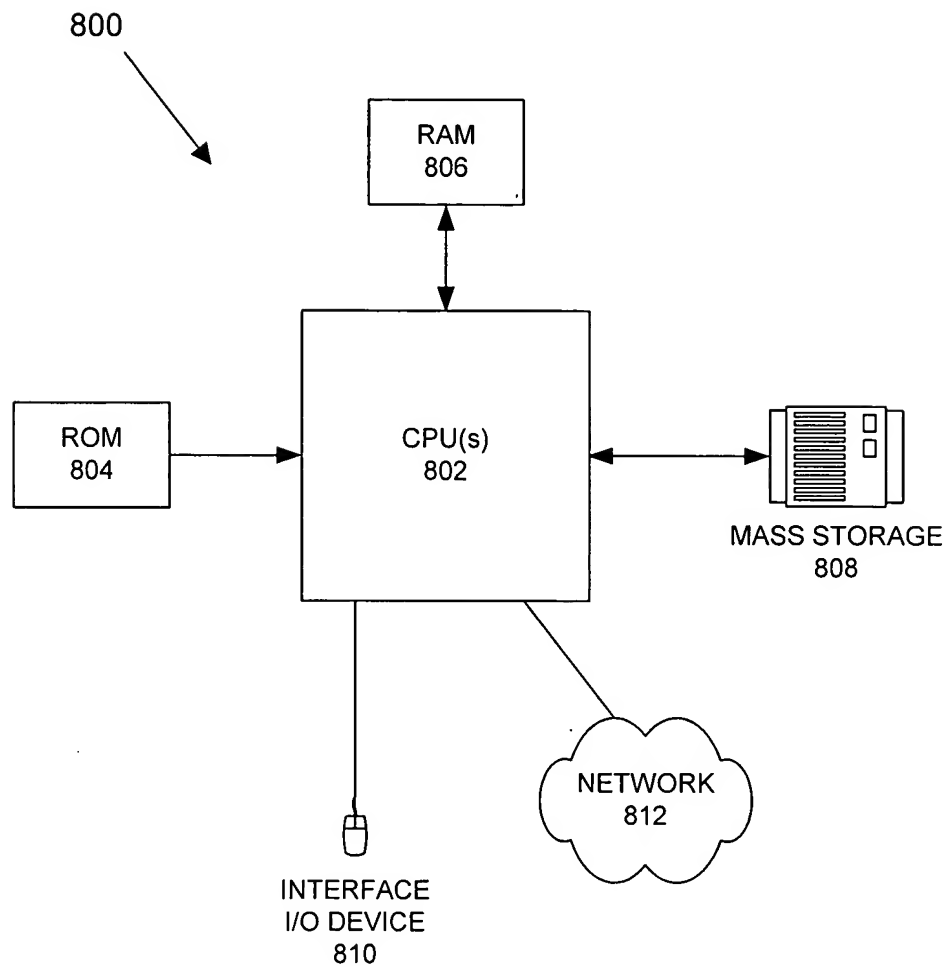 800
RAM
806
ROM
804
CPU(s)
802
MASS STORAGE
808
NETWORK
812
INTERFACE
I/O DEVICE
810